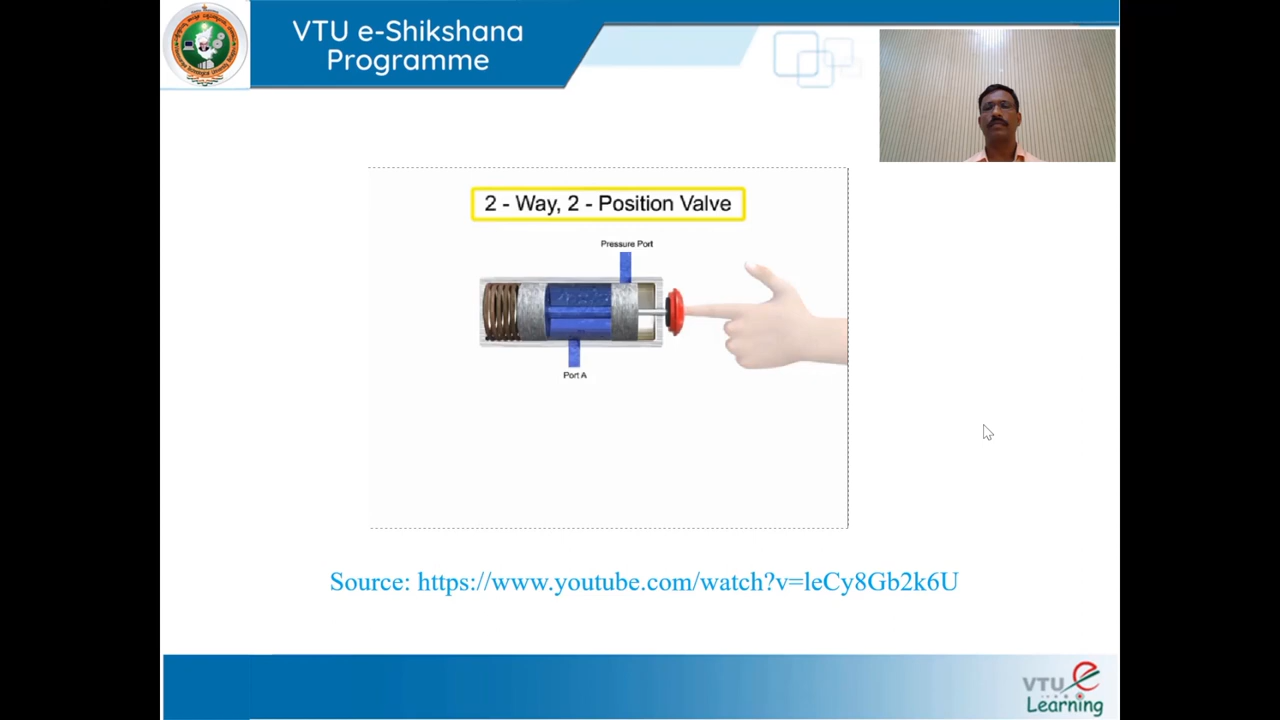 VTU e-Shikshana
Programme
2 - Way, 2 - Position Valve
Pressure Port
Port A
Source: https://www.youtube.com/watch?v=leCy8Gb2k6U
VTU e
Learning